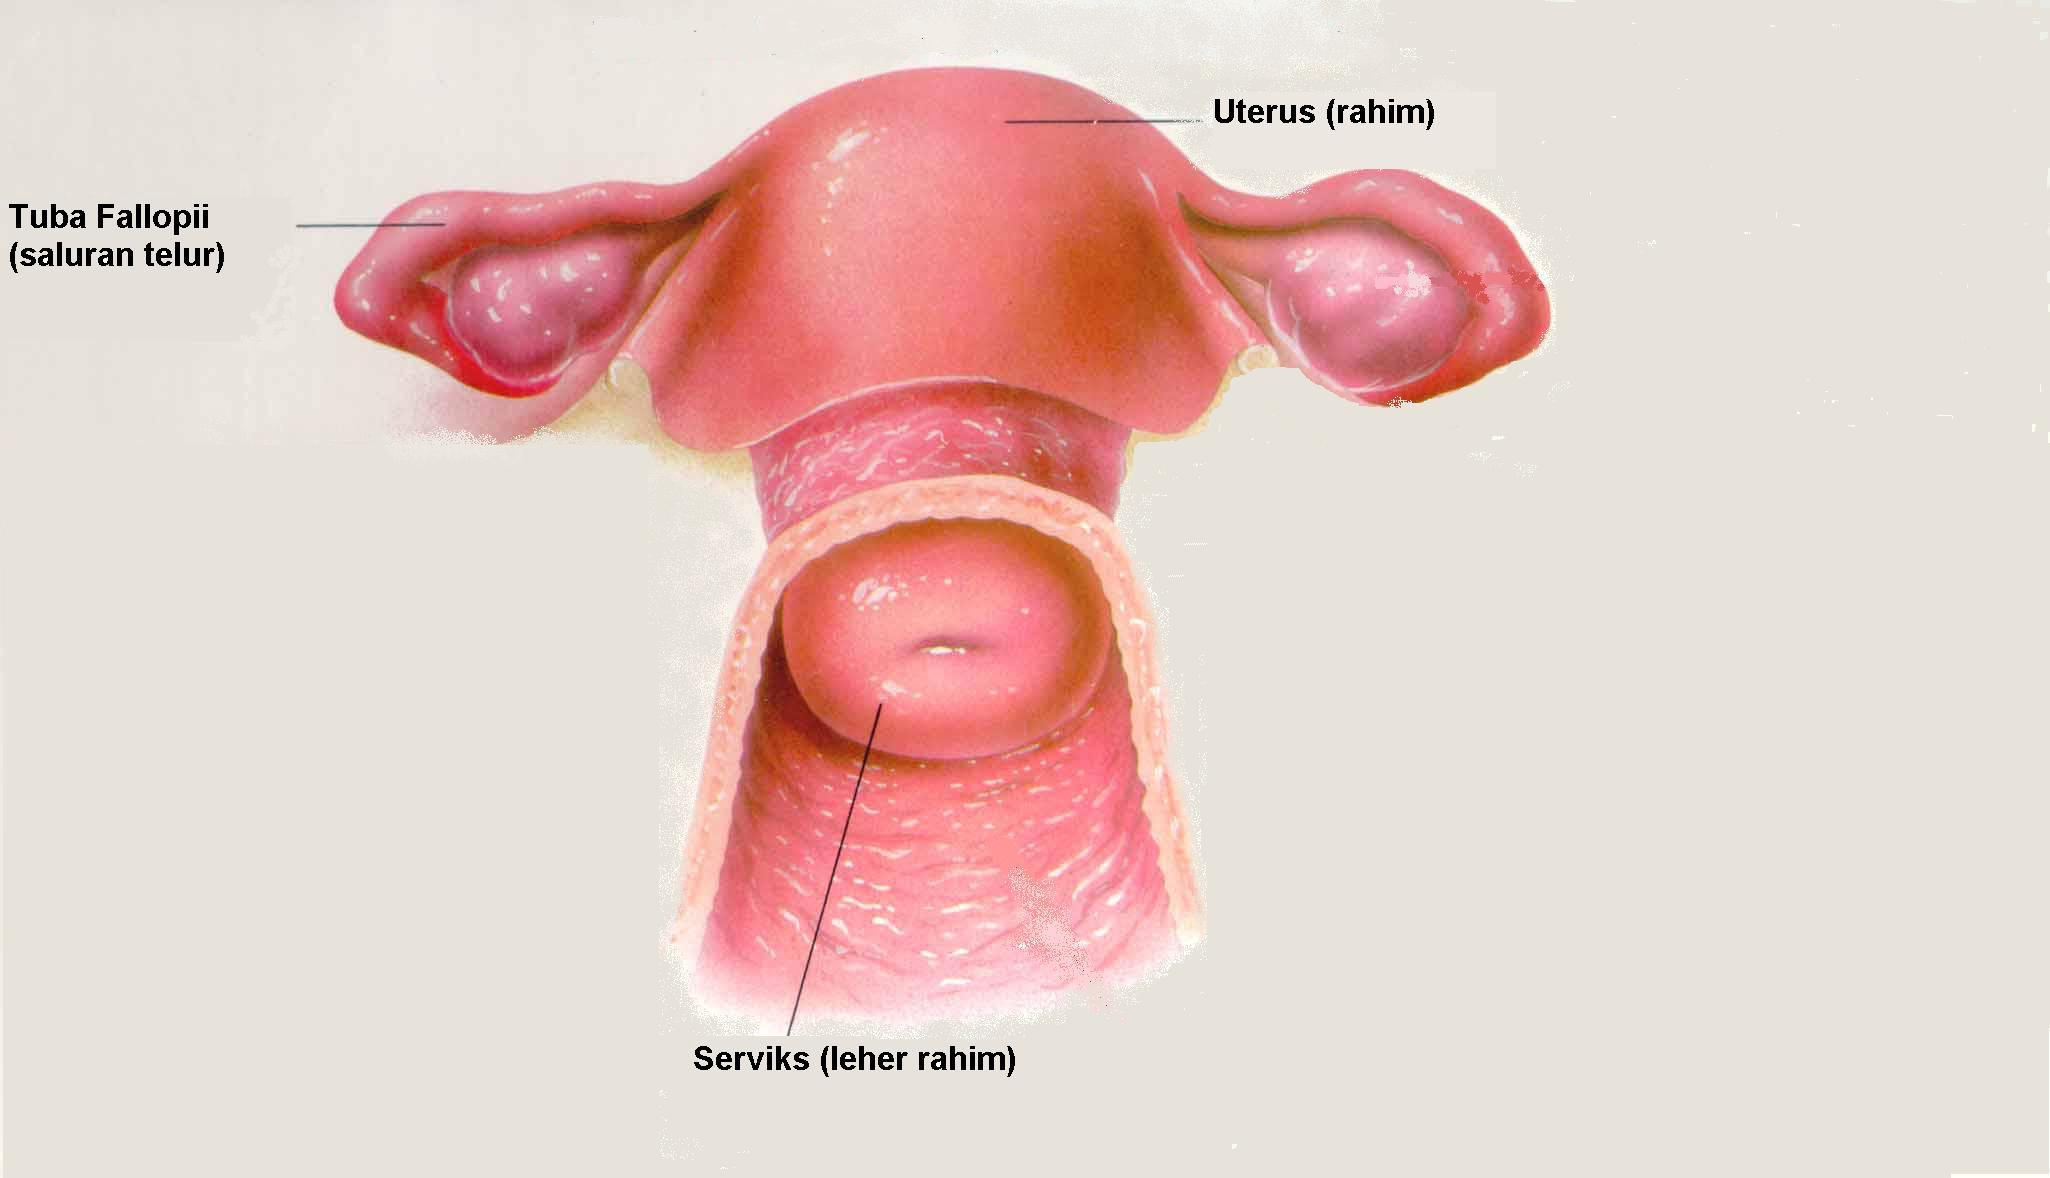 Uterus (rahim)
Tuba Fallopii
(saluran telur)
Serviks (leher rahim)